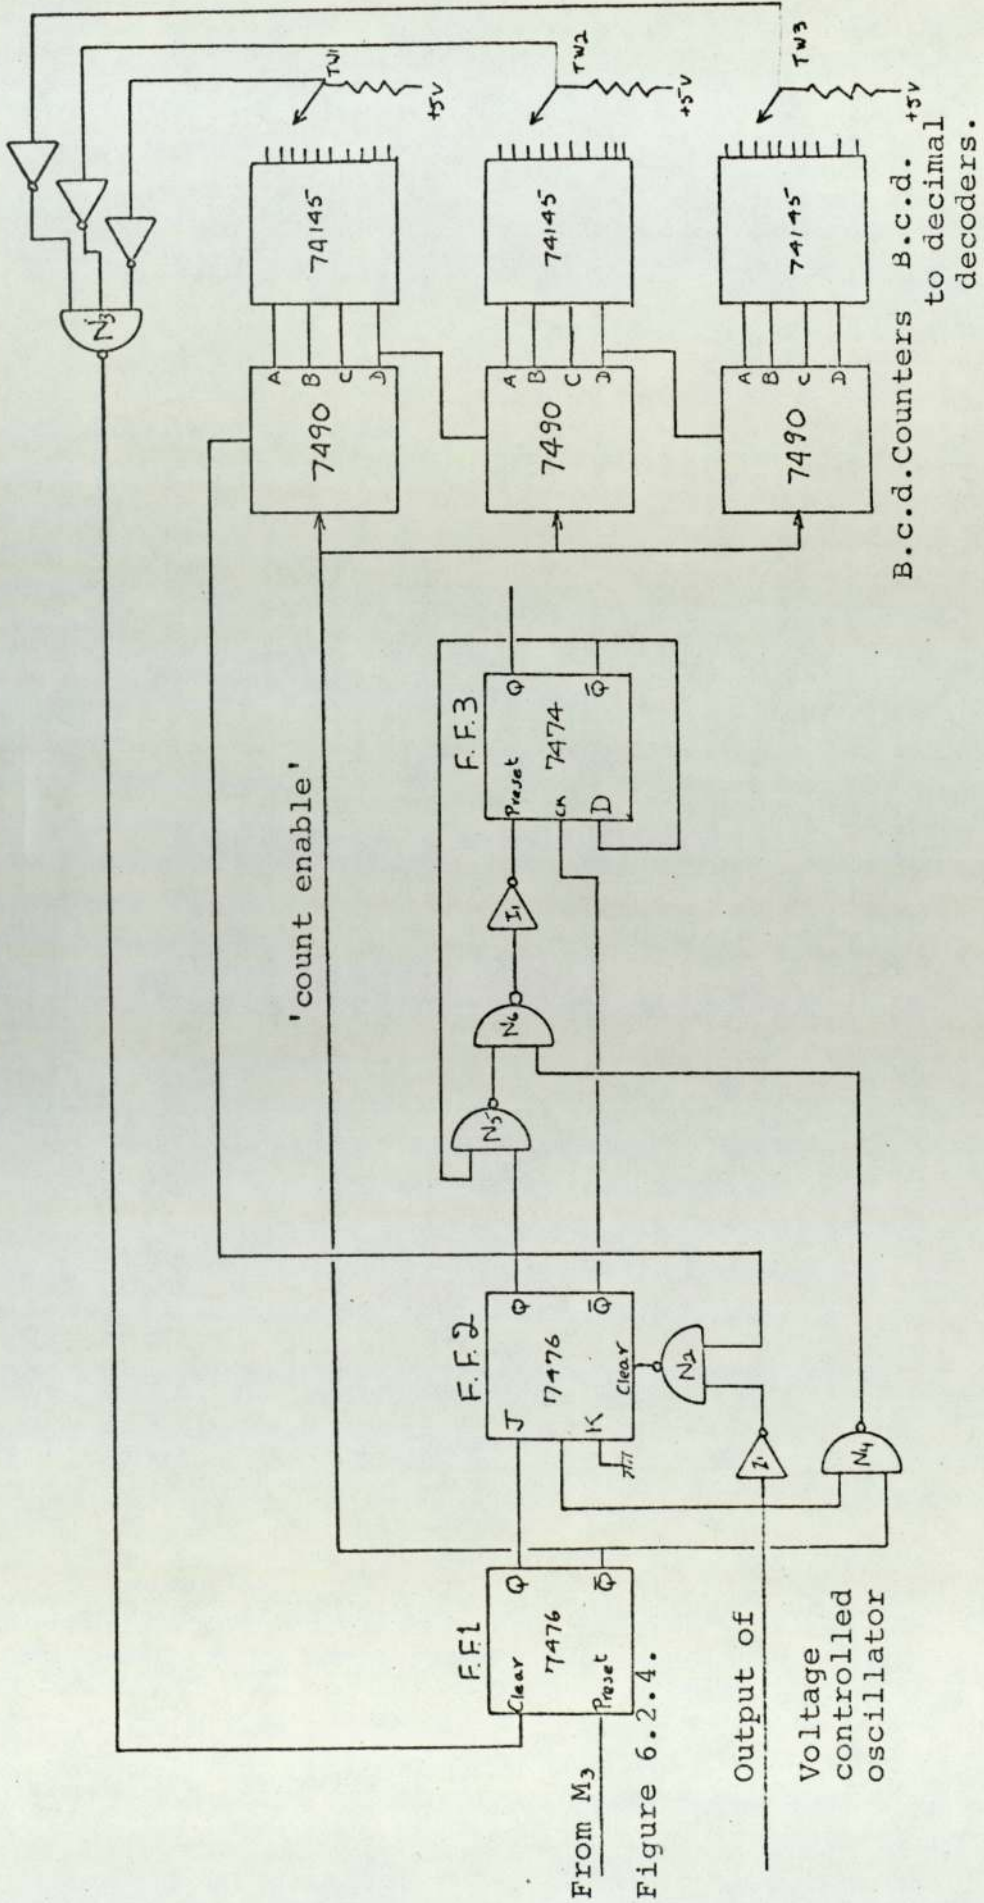 TW1
+5V
TW2
+5V
TW3
+5V
N3
74145
74145
74145
A
B
C
D
A
B
C
D
A
B
C
D
7490
7490
7490
B.c.d.Counters
B.c.d.
to decimal
decoders.
'count enable'
F.F.3
Preset
CK
D
7474
Q
Q̄
I1
N6
N5
F.F.2
J
K
7476
Clear
Q
Q̄
N2
I1
N4
F.F.1
Clear
Preset
7476
Q
Q̄
From M3
Figure 6.2.4.
Output of
Voltage
controlled
oscillator